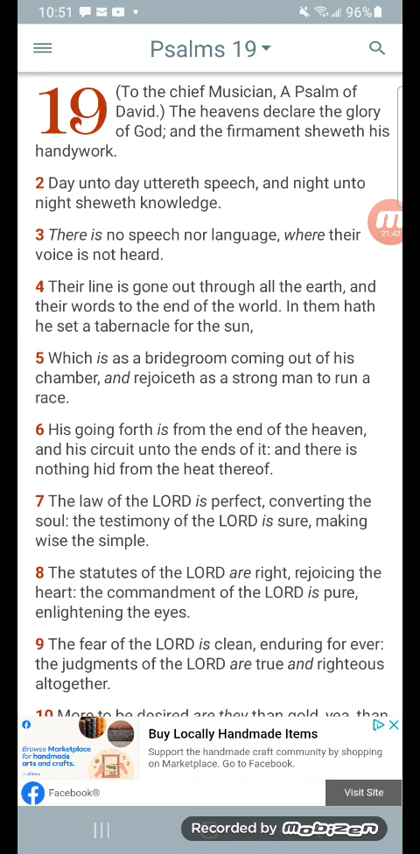 10:51
96%
Psalms 19
19 (To the chief Musician, A Psalm of
David.) The heavens declare the glory
of God; and the firmament sheweth his
handywork.
2 Day unto day uttereth speech, and night unto
night sheweth knowledge.
3 There is no speech nor language, where their
voice is not heard.
21:42
4 Their line is gone out through all the earth, and
their words to the end of the world. In them hath
he set a tabernacle for the sun,
5 Which is as a bridegroom coming out of his
chamber, and rejoiceth as a strong man to run a
race.
6 His going forth is from the end of the heaven,
and his circuit unto the ends of it: and there is
nothing hid from the heat thereof.
7 The law of the LORD is perfect, converting the
soul: the testimony of the LORD is sure, making
wise the simple.
8 The statutes of the LORD are right, rejoicing the
heart: the commandment of the LORD is pure,
enlightening the eyes.
9 The fear of the LORD is clean, enduring for ever:
the judgments of the LORD are true and righteous
altogether.
10 More to be desired are they than gold, yea, than
Browse Marketplace
for handmade
arts and crafts.
Buy Locally Handmade Items
Support the handmade craft community by shopping
on Marketplace. Go to Facebook.
Facebook®
Visit Site
Recorded by mobizen